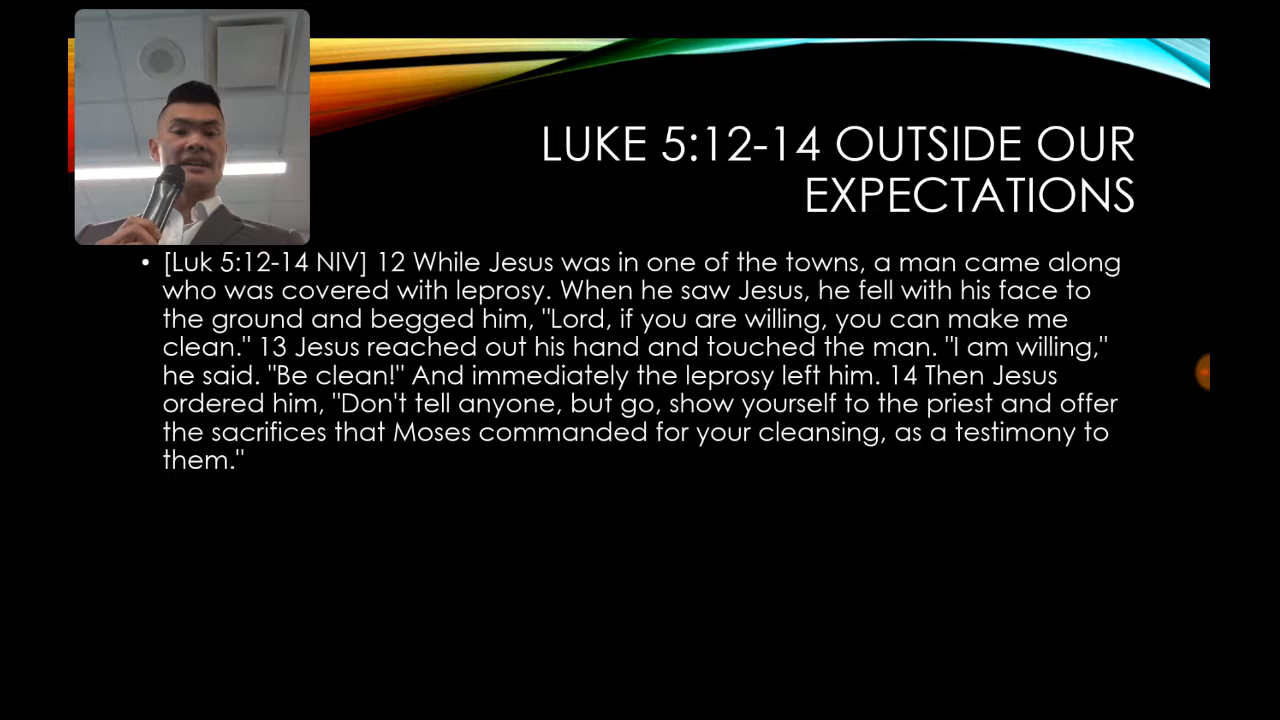 LUKE 5:12-14 OUTSIDE OUR
EXPECTATIONS
• [Luk 5:12-14 NIV] 12 While Jesus was in one of the towns, a man came along
who was covered with leprosy. When he saw Jesus, he fell with his face to
the ground and begged him, "Lord, if you are willing, you can make me
clean." 13 Jesus reached out his hand and touched the man. "I am willing,"
he said. "Be clean!" And immediately the leprosy left him. 14 Then Jesus
ordered him, "Don't tell anyone, but go, show yourself to the priest and offer
the sacrifices that Moses commanded for your cleansing, as a testimony to
them."